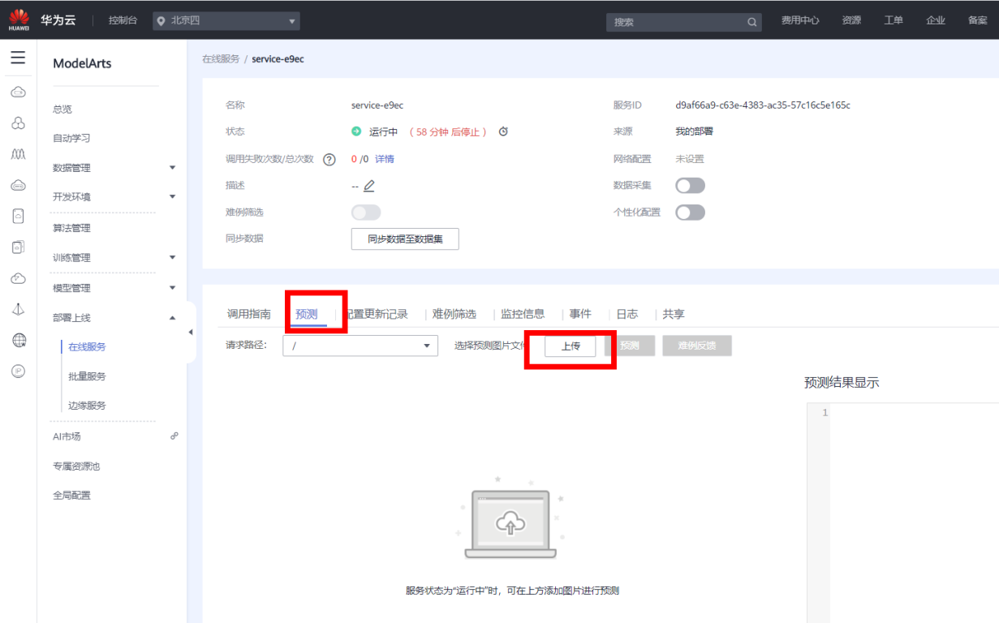 HUAWEI
华为云 控制台 北京四 搜索 费用中心 资源 工单 企业 备案
ModelArts
总览
自动学习
数据管理
开发环境
算法管理
训练管理
模型管理
部署上线
在线服务
批量服务
边缘服务
AI市场
专属资源池
全局配置
在线服务 / service-e9ec
名称 service-e9ec 服务ID d9af66a9-c63e-4383-ac35-57c16c5e165c
状态 运行中 （ 58 分钟 后停止 ） 来源 我的部署
调用失败次数/总次数 ? 0 /0 详情 网络配置 未设置
描述 -- 数据采集
难例筛选 个性化配置
同步数据 同步数据至数据集
调用指南 预测 配置更新记录 难例筛选 监控信息 事件 日志 共享
请求路径： / 选择预测图片文 上传 预测 难例反馈
预测结果显示
1
服务状态为“运行中”时，可在上方添加图片进行预测